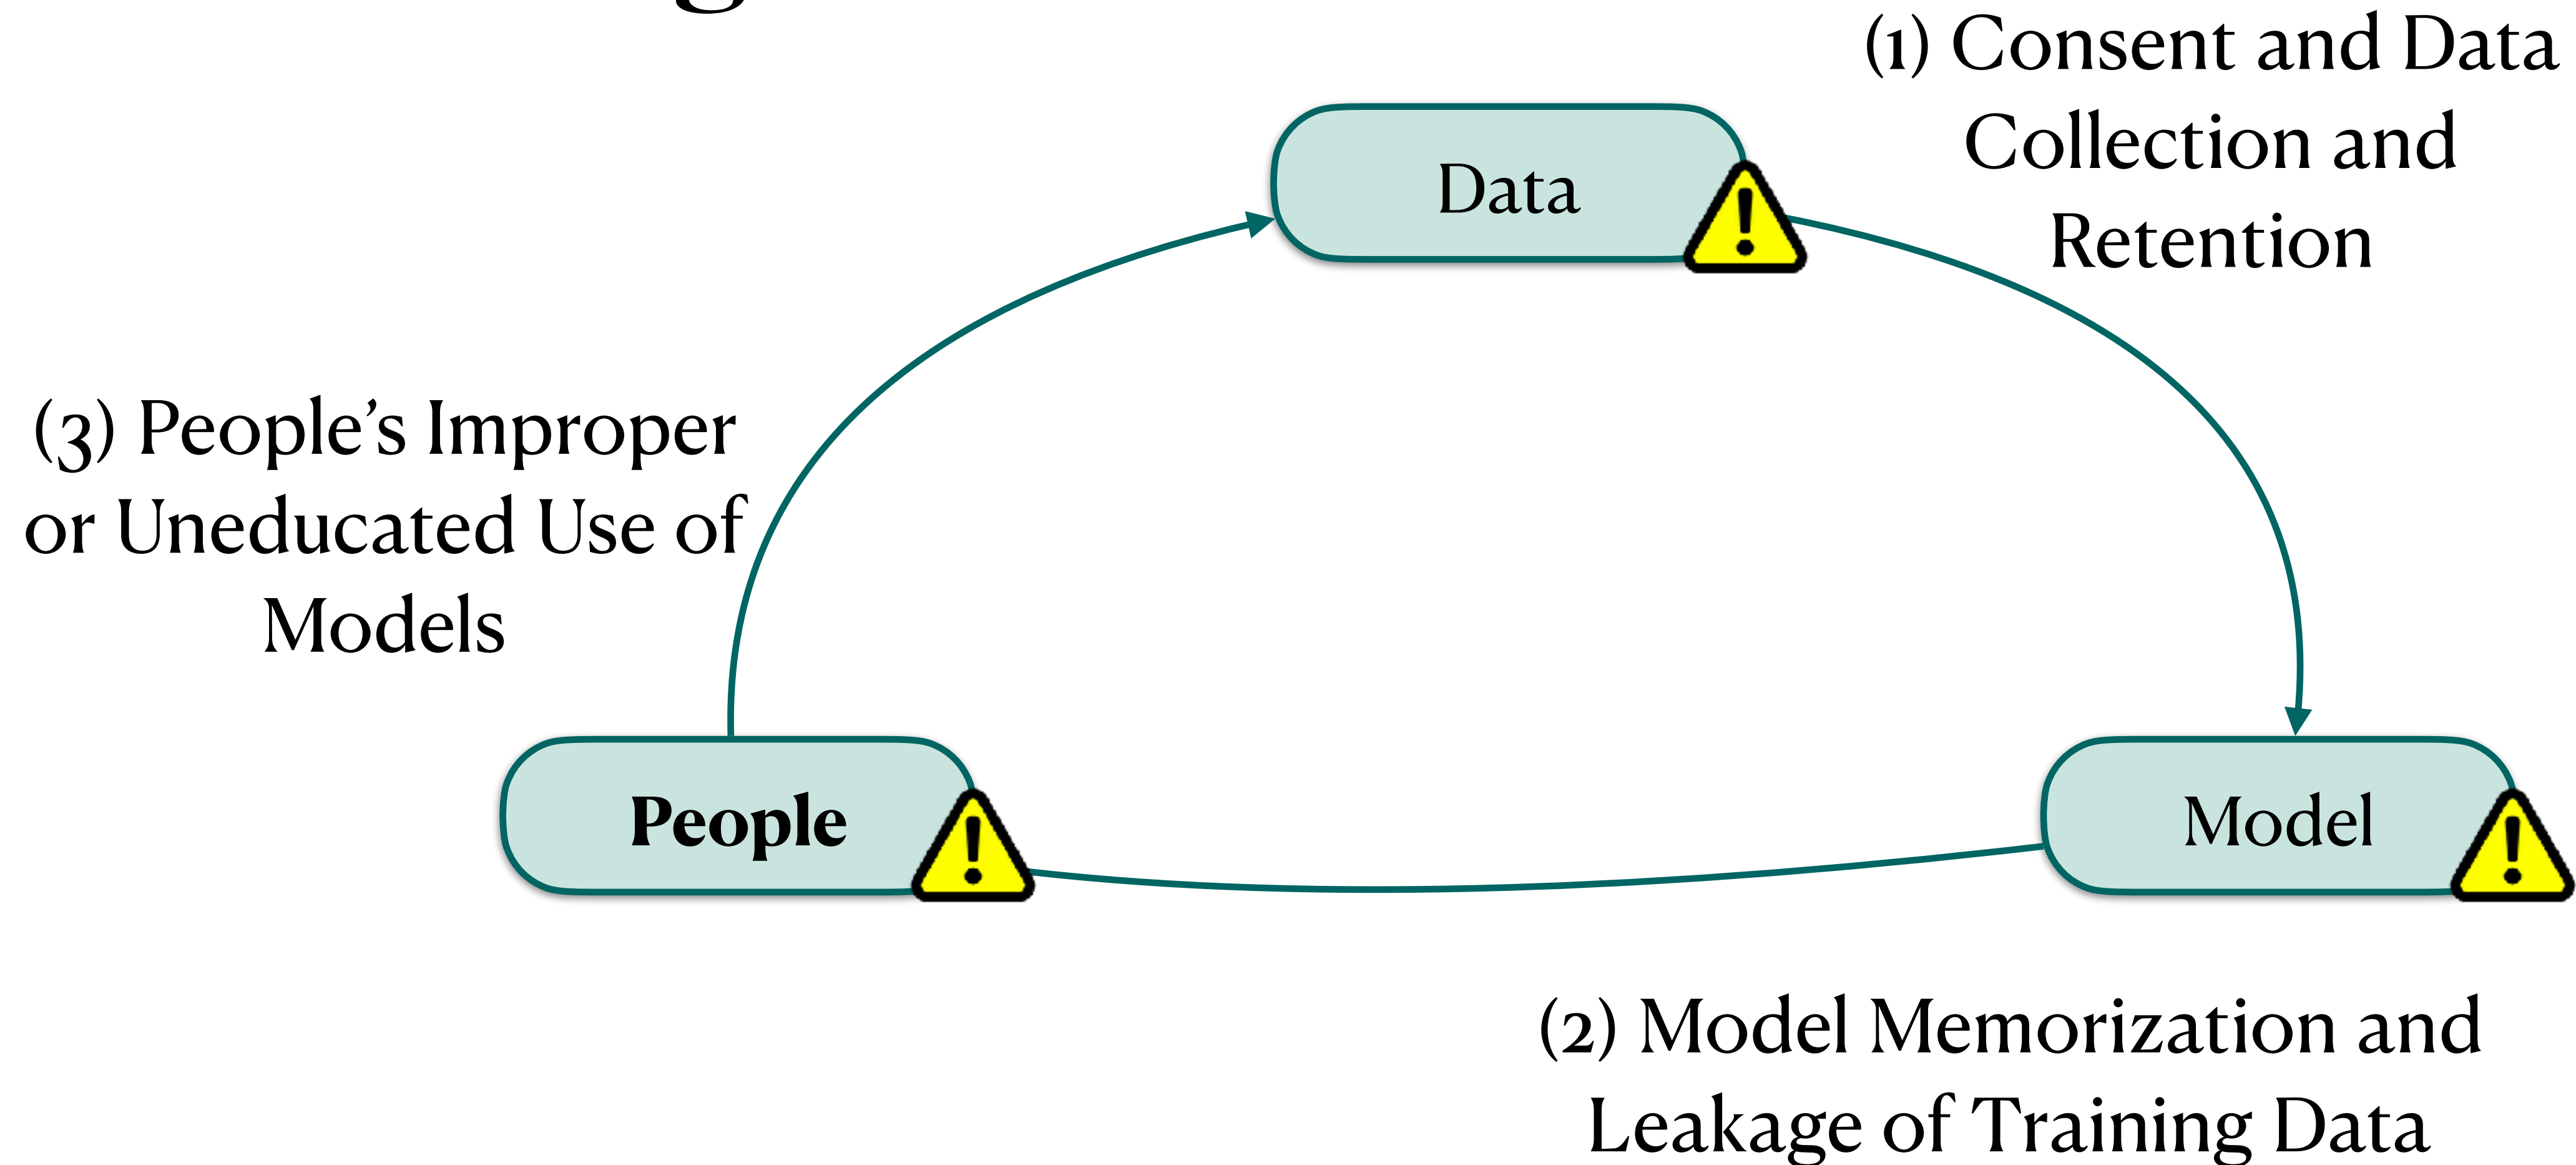 (1) Consent and Data
Collection and
Retention
Data
(3) People’s Improper
or Uneducated Use of
Models
People
Model
(2) Model Memorization and
Leakage of Training Data